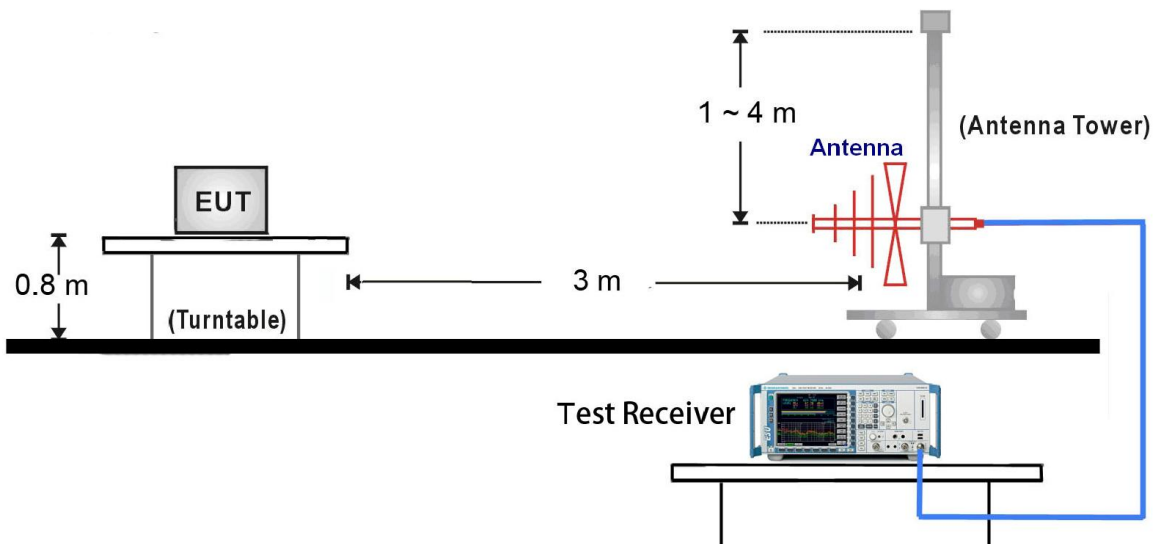 1 ~ 4 m
(Antenna Tower)
Antenna
EUT
0.8 m
3 m
(Turntable)
Test Receiver